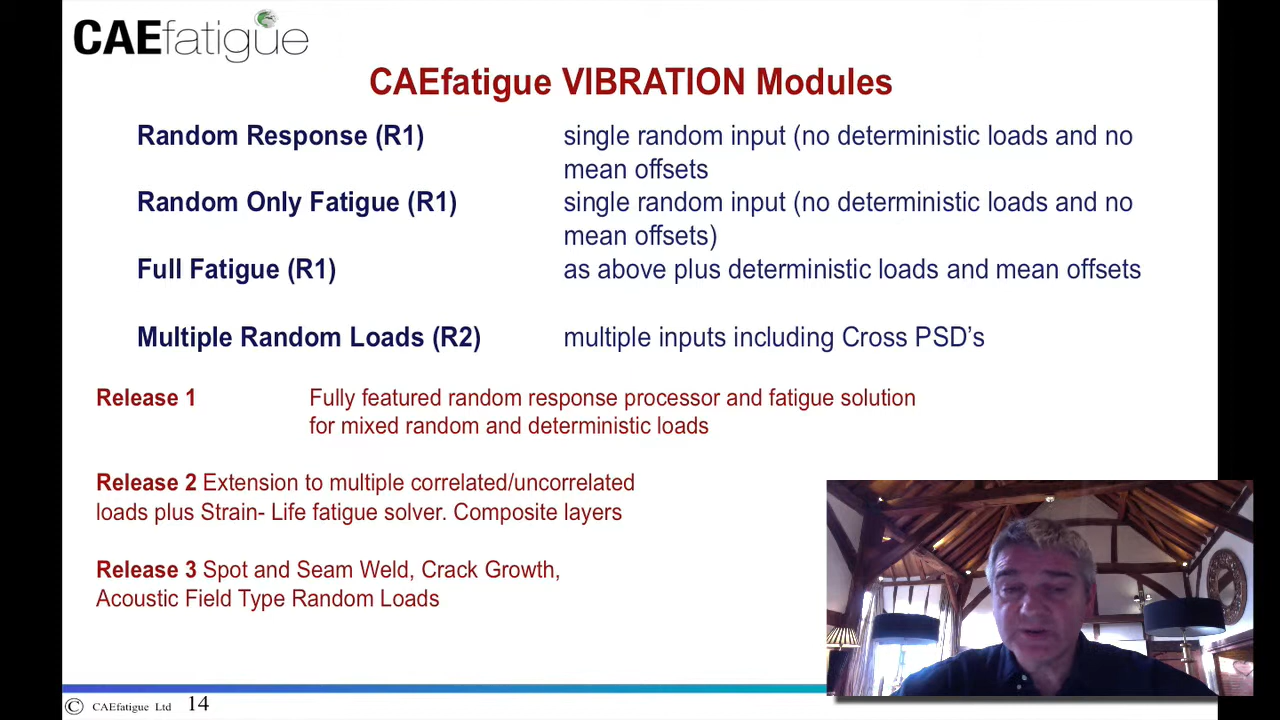 CAEfatigue
CAEfatigue VIBRATION Modules
Random Response (R1) single random input (no deterministic loads and no
mean offsets
Random Only Fatigue (R1) single random input (no deterministic loads and no
mean offsets)
Full Fatigue (R1) as above plus deterministic loads and mean offsets
Multiple Random Loads (R2) multiple inputs including Cross PSD's
Release 1 Fully featured random response processor and fatigue solution
for mixed random and deterministic loads
Release 2 Extension to multiple correlated/uncorrelated
loads plus Strain- Life fatigue solver. Composite layers
Release 3 Spot and Seam Weld, Crack Growth,
Acoustic Field Type Random Loads
© CAEfatigue Ltd 14